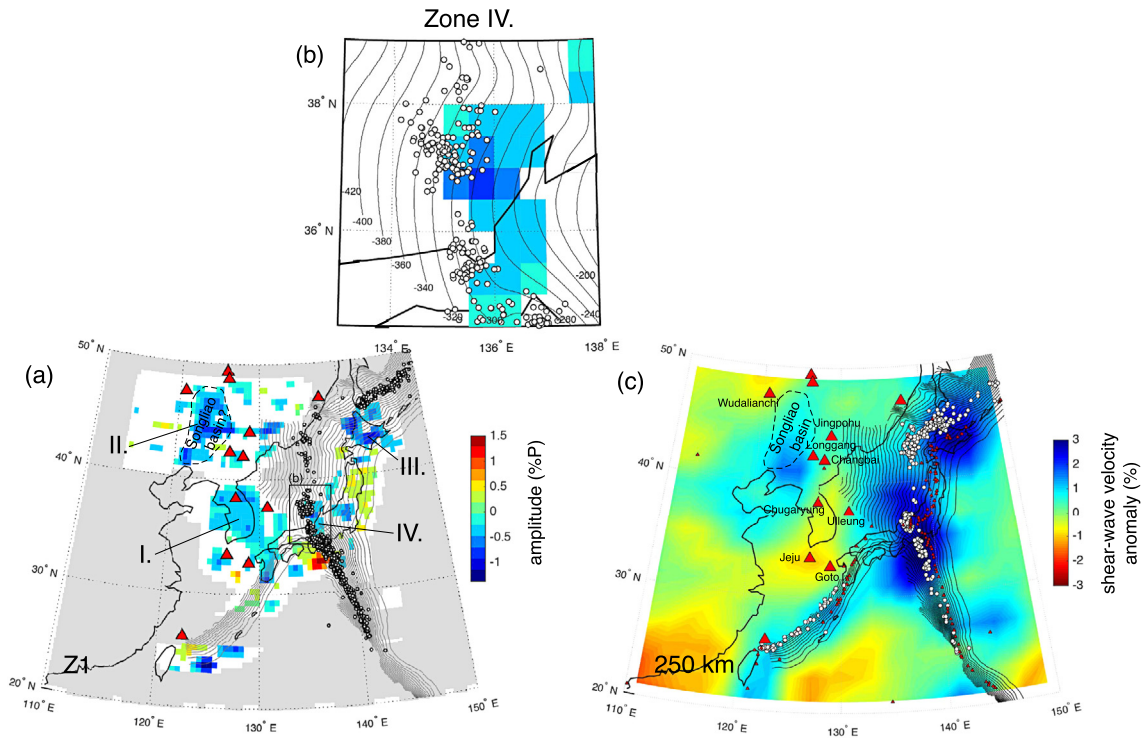 Zone IV.
(b)
38° N
36° N
-420
-400
-380
-360
-340
-320
-300
-280
-240
-200
134° E
136° E
138° E
(a)
50° N
40° N
30° N
20° N
110° E
120° E
130° E
140° E
150° E
Songliao
basin?
II.
I.
III.
IV.
(b)
Z1
1.5
1
0.5
0
-0.5
-1
amplitude (%P)
(c)
50° N
40° N
30° N
20° N
110° E
120° E
130° E
140° E
150° E
Wudalianchi
Songliao
basin
Jingpohu
Longgang
Changbai
Chugaryung
Ulleung
Jeju
Goto
250 km
3
2
1
0
-1
-2
-3
shear-wave velocity
anomaly (%)